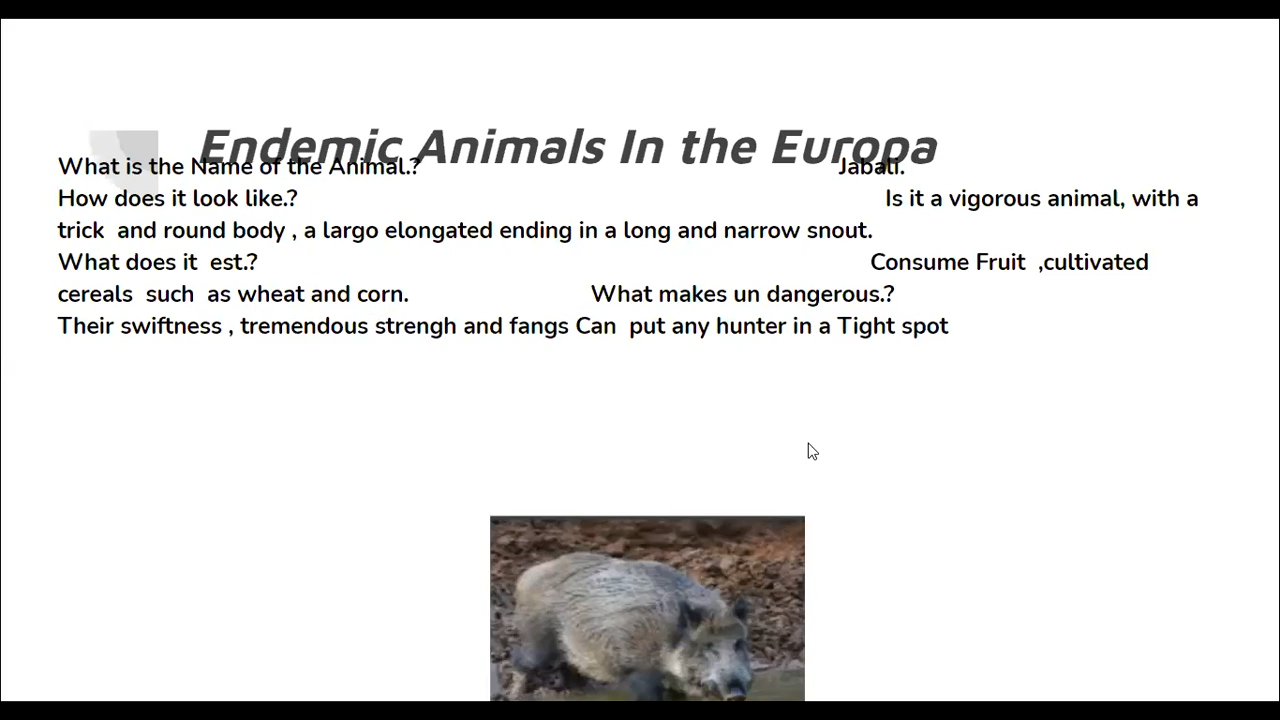 Endemic Animals In the Europa
What is the Name of the Animal.? Jabali.
How does it look like.? Is it a vigorous animal, with a
trick and round body , a largo elongated ending in a long and narrow snout.
What does it est.? Consume Fruit ,cultivated
cereals such as wheat and corn. What makes un dangerous.?
Their swiftness , tremendous strengh and fangs Can put any hunter in a Tight spot